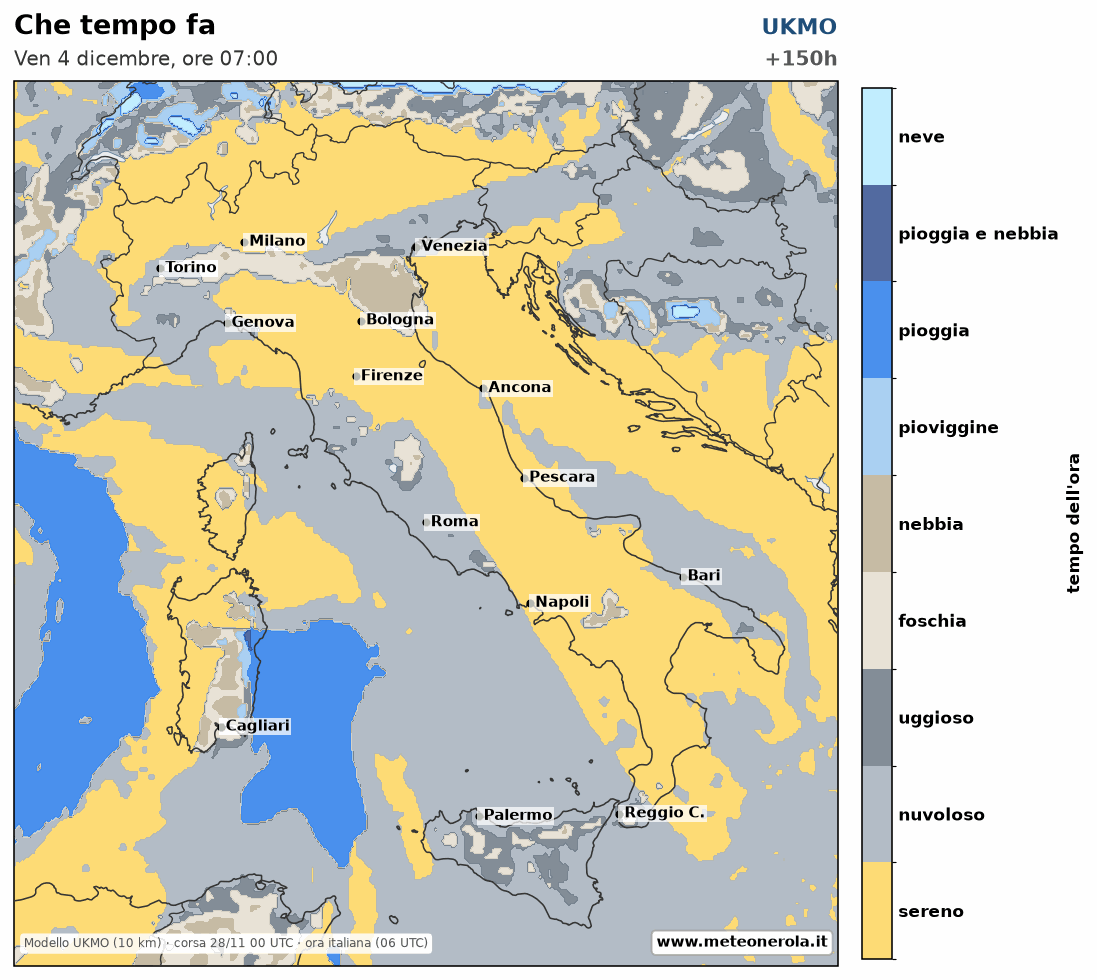 Che tempo fa
UKMO
Ven 4 dicembre, ore 07:00
+150h
neve
pioggia e nebbia
pioggia
pioviggine
nebbia
foschia
uggioso
nuvoloso
sereno
tempo dell'ora
Milano
Venezia
Torino
Genova
Bologna
Firenze
Ancona
Pescara
Roma
Bari
Napoli
Cagliari
Palermo
Reggio C.
Modello UKMO (10 km) · corsa 28/11 00 UTC · ora italiana (06 UTC)
www.meteonerola.it